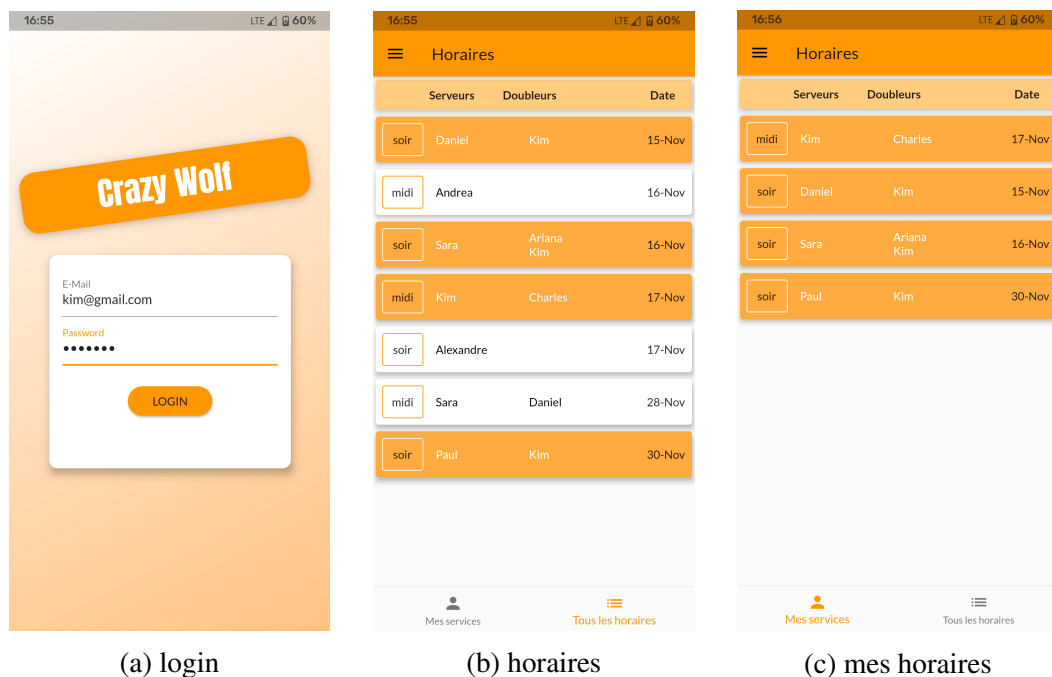 16:55 LTE 60%
Crazy Wolf
E-Mail
kim@gmail.com
Password
•••••••
LOGIN
(a) login
16:55 LTE 60%
Horaires
Serveurs Doubleurs Date
soir Daniel Kim 15-Nov
midi Andrea 16-Nov
soir Sara Ariana 16-Nov
Kim
midi Kim Charles 17-Nov
soir Alexandre 17-Nov
midi Sara Daniel 28-Nov
soir Paul Kim 30-Nov
Mes services Tous les horaires
(b) horaires
16:56 LTE 60%
Horaires
Serveurs Doubleurs Date
midi Kim Charles 17-Nov
soir Daniel Kim 15-Nov
soir Sara Ariana 16-Nov
Kim
soir Paul Kim 30-Nov
Mes services Tous les horaires
(c) mes horaires